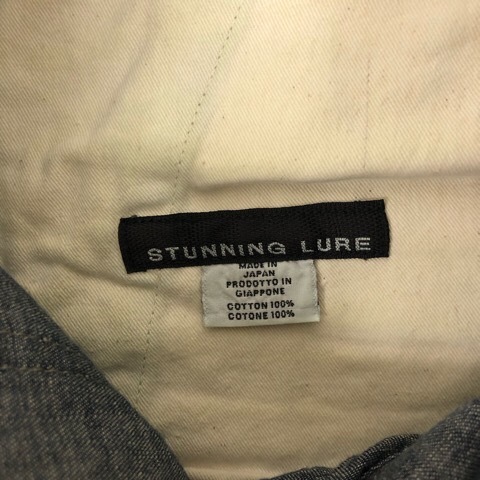 STUNNING LURE
MADE IN
JAPAN
PRODOTTO IN
GIAPPONE
COTTON 100%
COTONE 100%